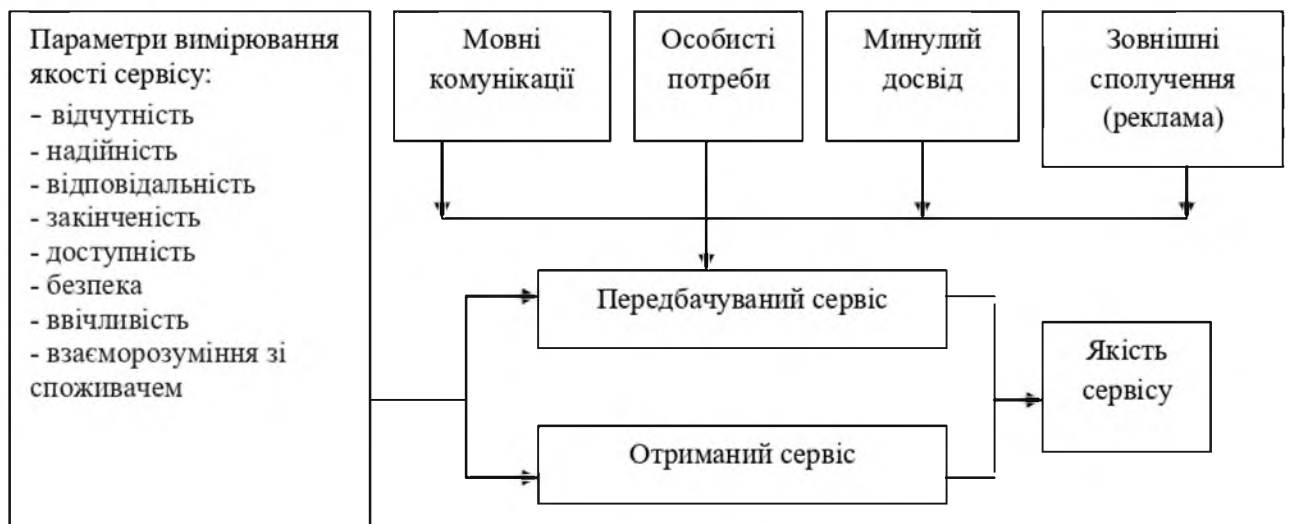 Параметри вимірювання
якості сервісу:
- відчутність
- надійність
- відповідальність
- закінченість
- доступність
- безпека
- ввічливість
- взаєморозуміння зі
споживачем
Мовні
комунікації
Особисті
потреби
Минулий
досвід
Зовнішні
сполучення
(реклама)
Передбачуваний сервіс
Отриманий сервіс
Якість
сервісу